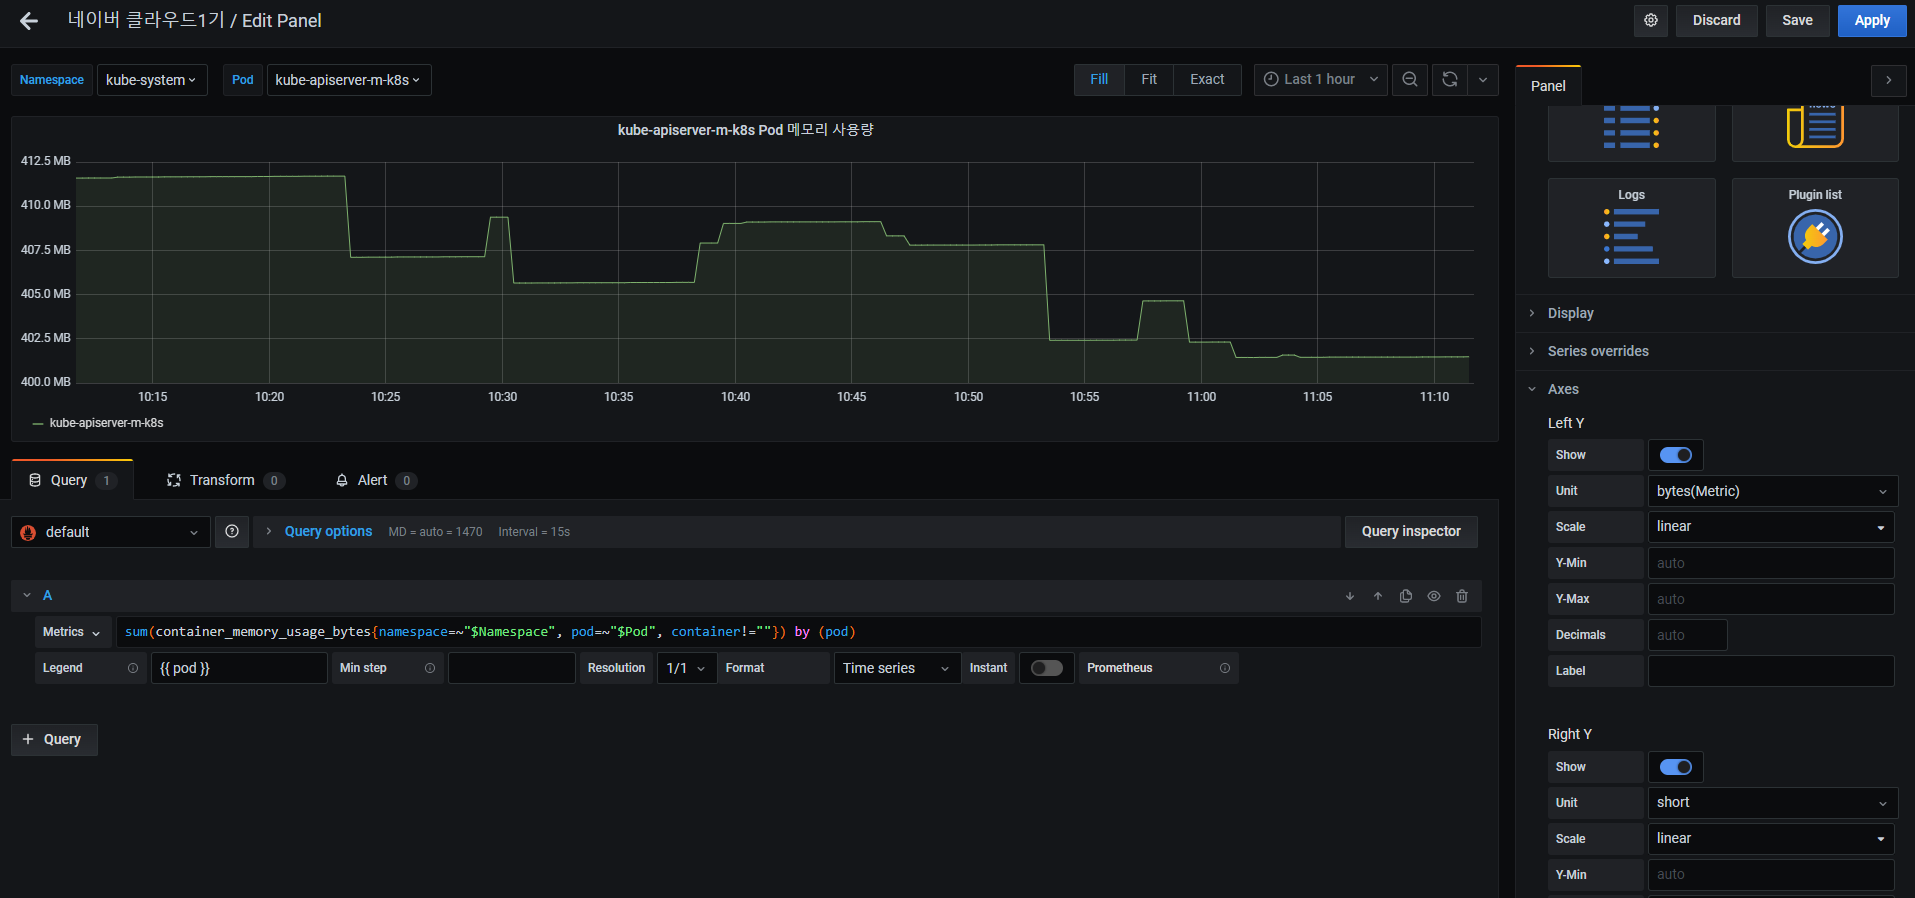 네이버 클라우드1기 / Edit Panel
Discard
Save
Apply
Namespace
kube-system
Pod
kube-apiserver-m-k8s
Fill
Fit
Exact
Last 1 hour
Panel
kube-apiserver-m-k8s Pod 메모리 사용량
412.5 MB
410.0 MB
407.5 MB
405.0 MB
402.5 MB
400.0 MB
10:15
10:20
10:25
10:30
10:35
10:40
10:45
10:50
10:55
11:00
11:05
11:10
kube-apiserver-m-k8s
Query 1
Transform 0
Alert 0
default
Query options
MD = auto = 1470
Interval = 15s
Query inspector
A
Metrics
sum(container_memory_usage_bytes{namespace=~"$Namespace", pod=~"$Pod", container!=""}) by (pod)
Legend
{{ pod }}
Min step
Resolution
1/1
Format
Time series
Instant
Prometheus
+ Query
Logs
Plugin list
Display
Series overrides
Axes
Left Y
Show
Unit
bytes(Metric)
Scale
linear
Y-Min
auto
Y-Max
auto
Decimals
auto
Label
Right Y
Show
Unit
short
Scale
linear
Y-Min
auto